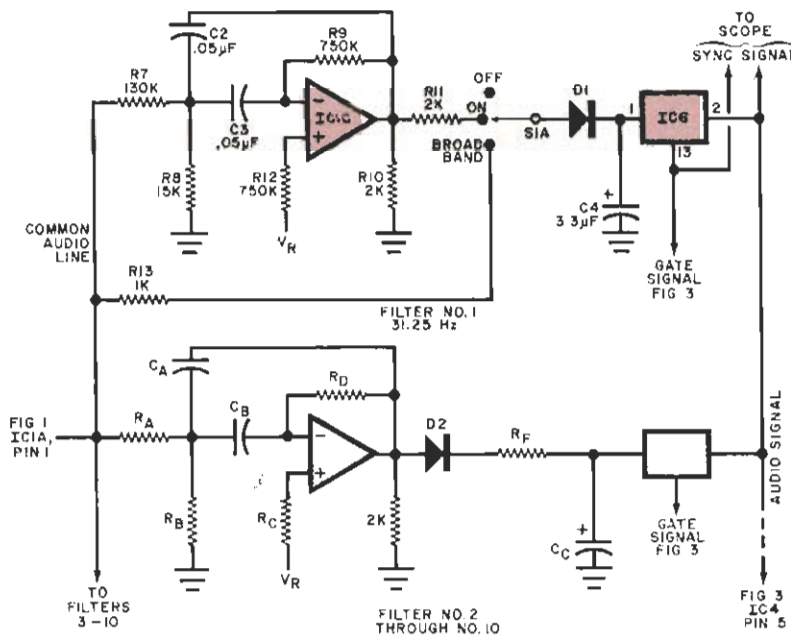 C2
.05µF
R9
750K
R7
130K
C3
.05µF
IC1C
R11
2K
OFF
ON
BROAD
BAND
S1A
D1
1
IC6
2
13
TO
SCOPE
SYNC SIGNAL
R8
15K
R12
750K
VR
R10
2K
+
C4
3.3µF
COMMON
AUDIO
LINE
GATE
SIGNAL
FIG 3
R13
1K
FILTER NO. 1
31.25 Hz
CA
RD
CB
FIG 1
IC1A,
PIN 1
RA
D2
RF
RB
RC
VR
2K
+
CC
GATE
SIGNAL
FIG 3
AUDIO SIGNAL
TO
FILTERS
3-10
FILTER NO.2
THROUGH NO.10
FIG 3
IC4
PIN 5